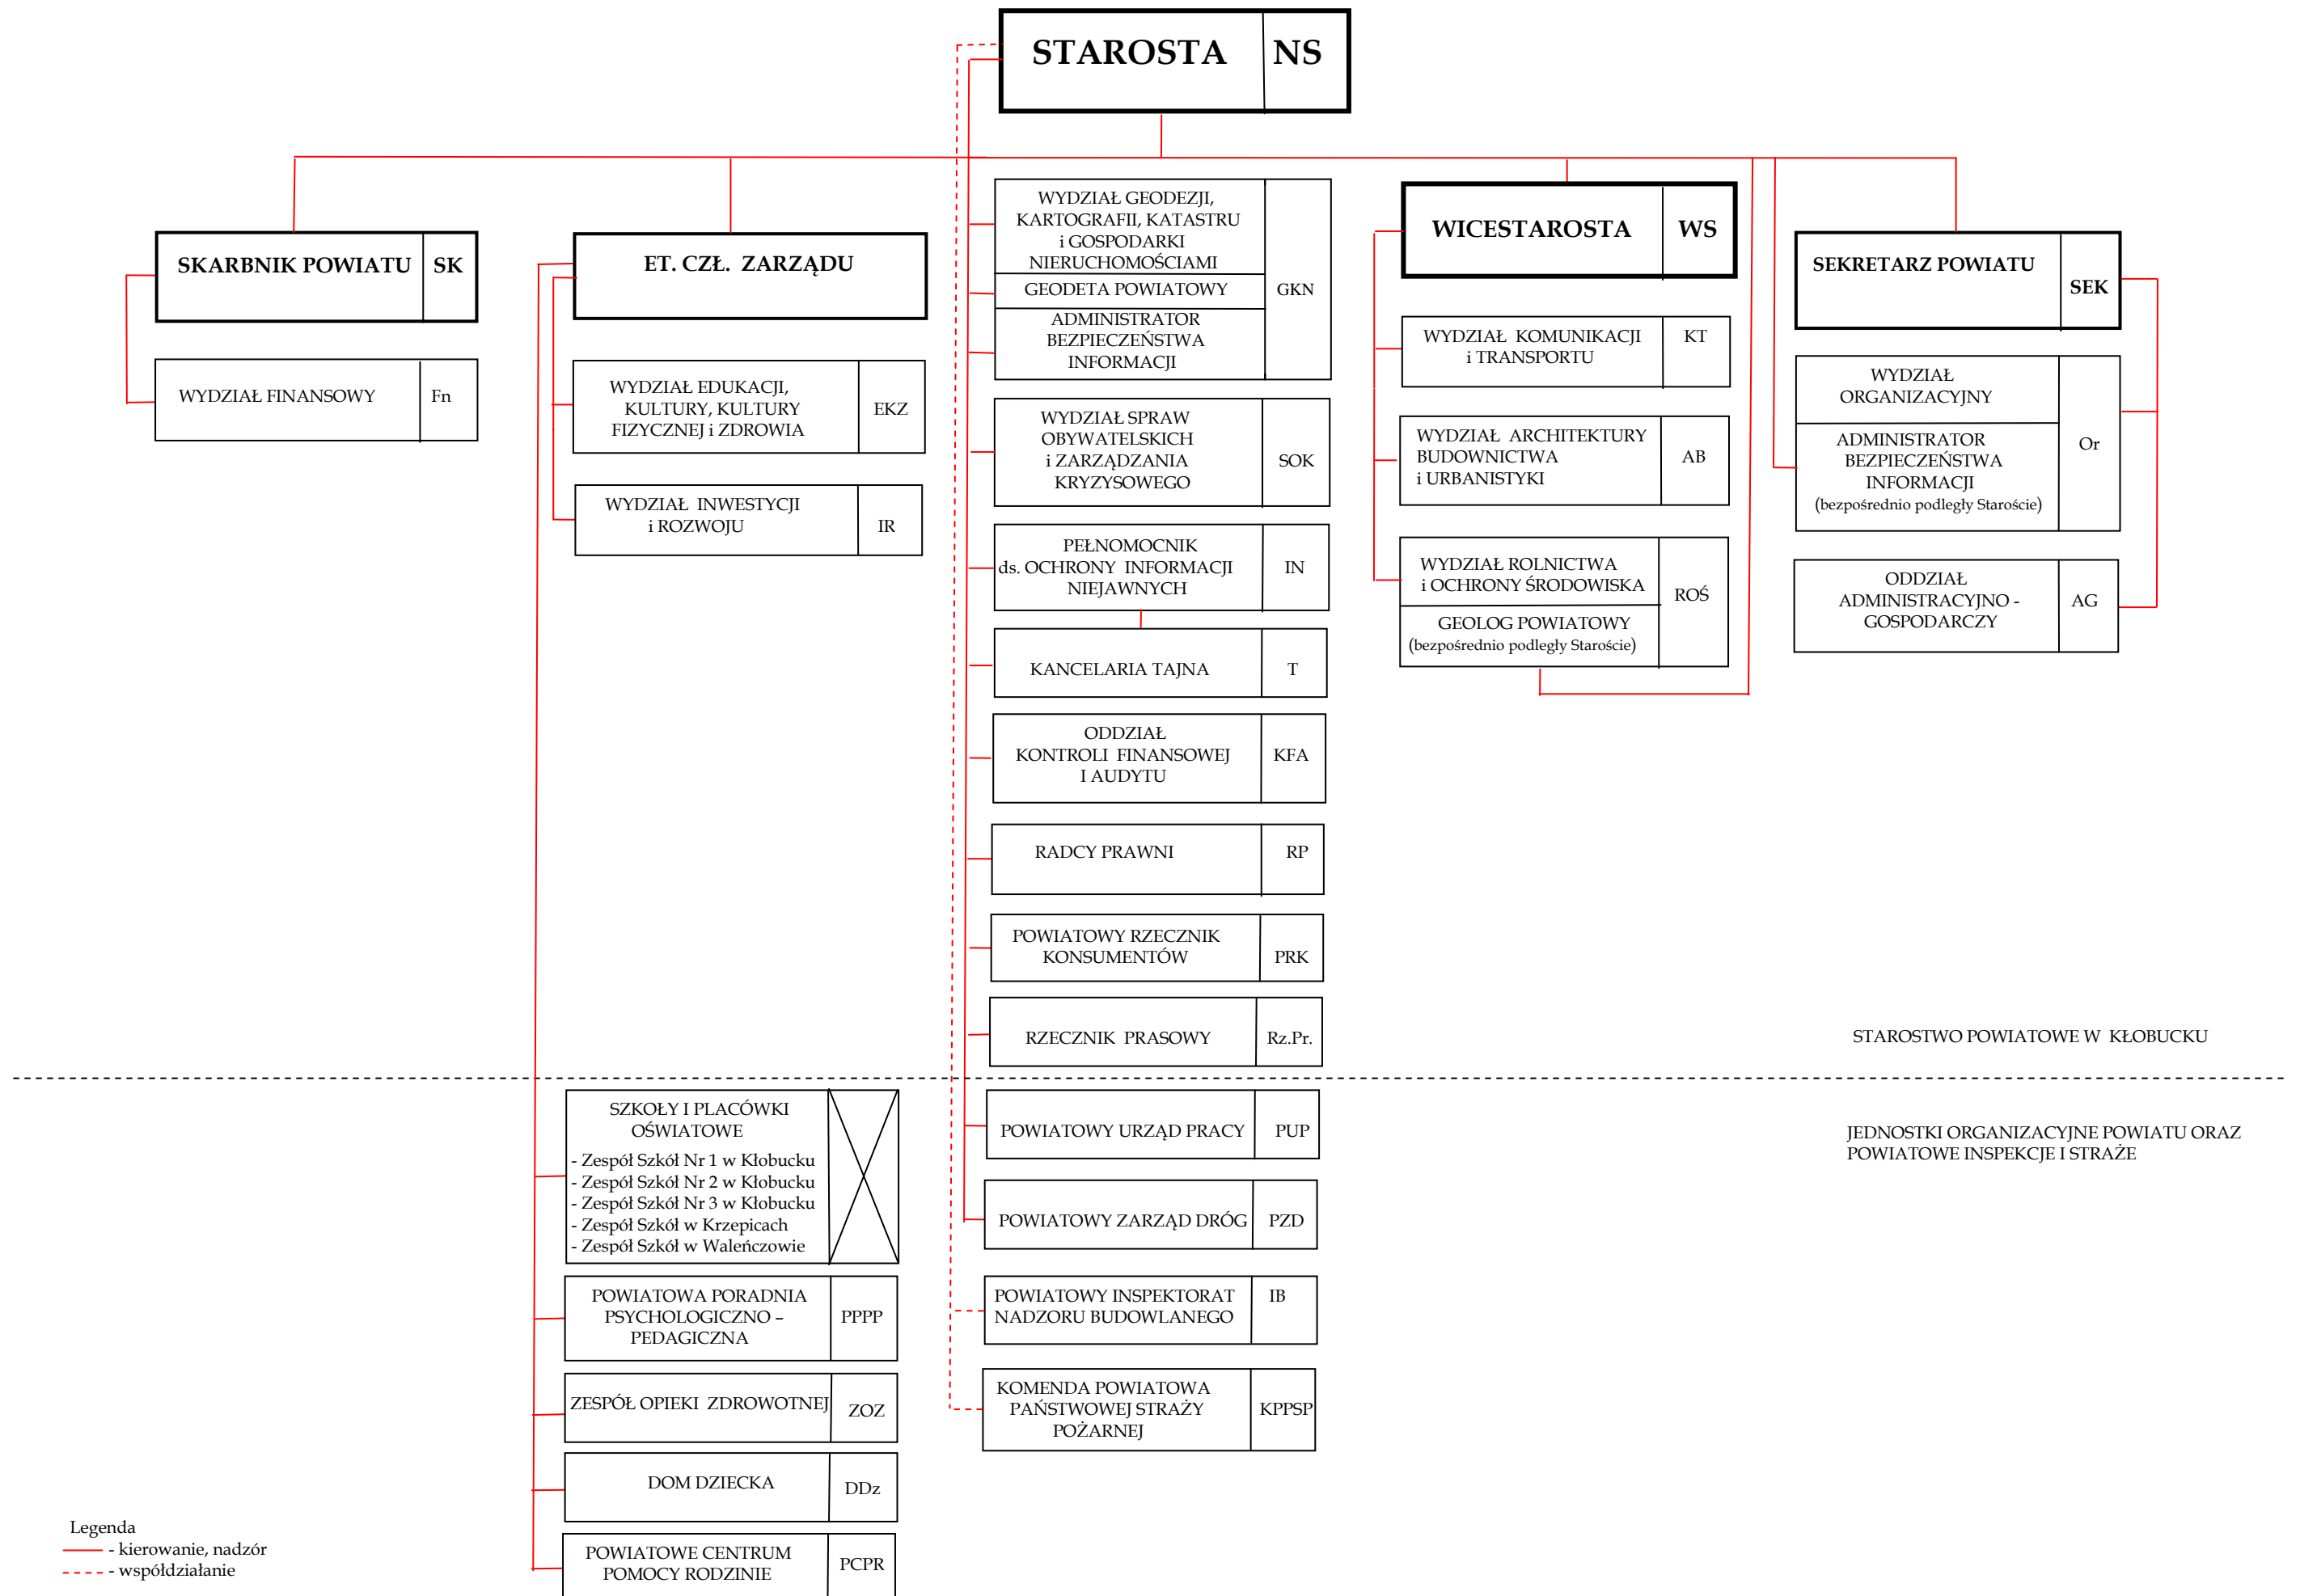 STAROSTA NS
SKARBNIK POWIATU SK
WYDZIAŁ FINANSOWY Fn
ET. CZŁ. ZARZĄDU
WYDZIAŁ EDUKACJI,
KULTURY, KULTURY
FIZYCZNEJ i ZDROWIA
EKZ
WYDZIAŁ INWESTYCJI
i ROZWOJU
IR
WYDZIAŁ GEODEZJI,
KARTOGRAFII, KATASTRU
i GOSPODARKI
NIERUCHOMOŚCIAMI
GEODETA POWIATOWY
GKN
ADMINISTRATOR
BEZPIECZEŃSTWA
INFORMACJI
WYDZIAŁ SPRAW
OBYWATELSKICH
i ZARZĄDZANIA
KRYZYSOWEGO
SOK
PEŁNOMOCNIK
ds. OCHRONY INFORMACJI
NIEJAWNYCH
IN
KANCELARIA TAJNA T
ODDZIAŁ
KONTROLI FINANSOWEJ
I AUDYTU
KFA
RADCY PRAWNI RP
POWIATOWY RZECZNIK
KONSUMENTÓW
PRK
RZECZNIK PRASOWY Rz.Pr.
WICESTAROSTA WS
WYDZIAŁ KOMUNIKACJI
i TRANSPORTU
KT
WYDZIAŁ ARCHITEKTURY
BUDOWNICTWA
i URBANISTYKI
AB
WYDZIAŁ ROLNICTWA
i OCHRONY ŚRODOWISKA
ROŚ
GEOLOG POWIATOWY
(bezpośrednio podległy Staroście)
SEKRETARZ POWIATU
SEK
WYDZIAŁ
ORGANIZACYJNY
ADMINISTRATOR
BEZPIECZEŃSTWA
INFORMACJI
(bezpośrednio podległy Staroście)
Or
ODDZIAŁ
ADMINISTRACYJNO -
GOSPODARCZY
AG
STAROSTWO POWIATOWE W KŁOBUCKU
SZKOŁY I PLACÓWKI
OŚWIATOWE
- Zespół Szkół Nr 1 w Kłobucku
- Zespół Szkół Nr 2 w Kłobucku
- Zespół Szkół Nr 3 w Kłobucku
- Zespół Szkół w Krzepicach
- Zespół Szkół w Waleńczowie
POWIATOWA PORADNIA
PSYCHOLOGICZNO –
PEDAGICZNA
PPPP
ZESPÓŁ OPIEKI ZDROWOTNEJ ZOZ
DOM DZIECKA DDz
POWIATOWE CENTRUM
POMOCY RODZINIE
PCPR
POWIATOWY URZĄD PRACY PUP
POWIATOWY ZARZĄD DRÓG PZD
POWIATOWY INSPEKTORAT
NADZORU BUDOWLANEGO
IB
KOMENDA POWIATOWA
PAŃSTWOWEJ STRAŻY
POŻARNEJ
KPPSP
JEDNOSTKI ORGANIZACYJNE POWIATU ORAZ
POWIATOWE INSPEKCJE I STRAŻE
Legenda
- kierowanie, nadzór
- współdziałanie